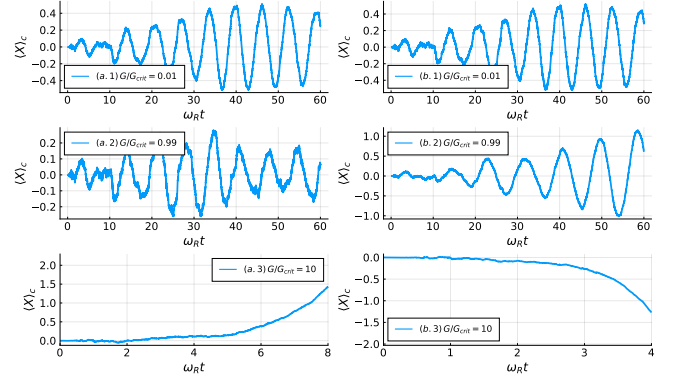 0.4
0.2
0.0
−0.2
−0.4
⟨X⟩c
(a. 1) G/Gcrit = 0.01
0 10 20 30 40 50 60
ωRt
0.4
0.2
0.0
−0.2
−0.4
⟨X⟩c
(b. 1) G/Gcrit = 0.01
0 10 20 30 40 50 60
ωRt
0.2
0.1
0.0
−0.1
−0.2
⟨X⟩c
(a. 2) G/Gcrit = 0.99
0 10 20 30 40 50 60
ωRt
1.0
0.5
0.0
−0.5
−1.0
⟨X⟩c
(b. 2) G/Gcrit = 0.99
0 10 20 30 40 50 60
ωRt
2.0
1.5
1.0
0.5
0.0
⟨X⟩c
(a. 3) G/Gcrit = 10
0 2 4 6 8
ωRt
0.0
−0.5
−1.0
−1.5
−2.0
⟨X⟩c
(b. 3) G/Gcrit = 10
0 1 2 3 4
ωRt